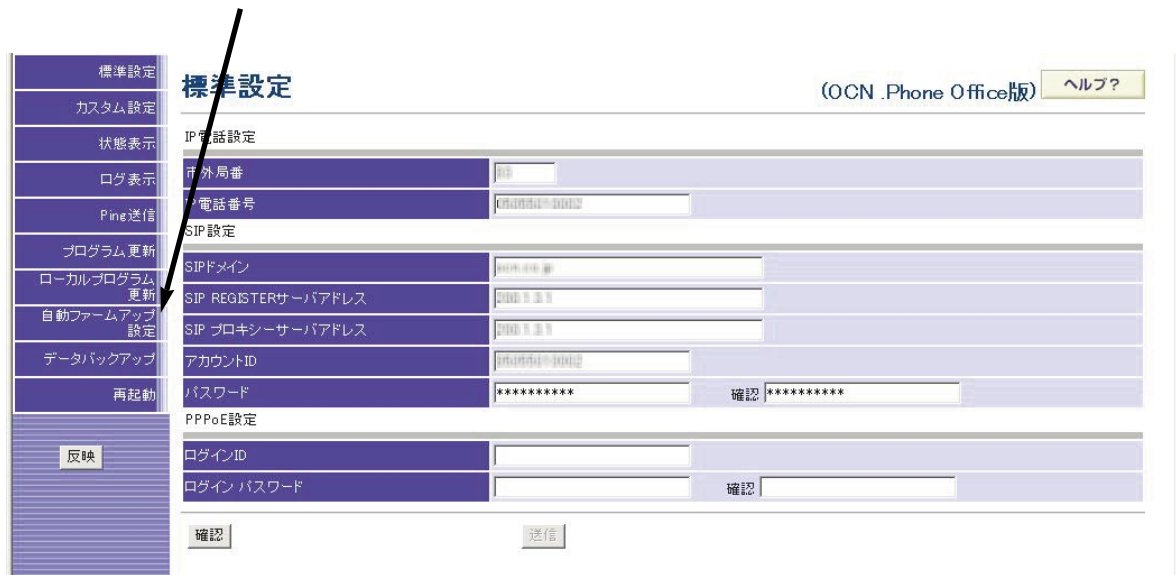 標準設定
カスタム設定
状態表示
ログ表示
Ping送信
プログラム更新
ローカルプログラム
更新
自動ファームアップ
設定
データバックアップ
再起動
反映
標準設定
(OCN .Phone Office版)
ヘルプ?
IP電話設定
市外局番
IP電話番号
SIP設定
SIPドメイン
SIP REGISTERサーバアドレス
SIP プロキシーサーバアドレス
アカウントID
パスワード ********** 確認 **********
PPPoE設定
ログインID
ログイン パスワード 確認
確認 送信